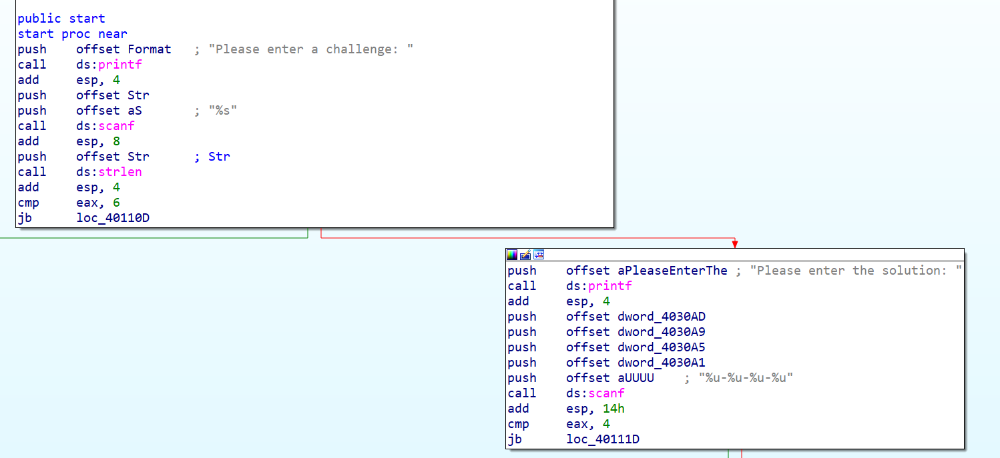 public start
start proc near
push    offset Format   ; "Please enter a challenge: "
call    ds:printf
add     esp, 4
push    offset Str
push    offset aS       ; "%s"
call    ds:scanf
add     esp, 8
push    offset Str      ; Str
call    ds:strlen
add     esp, 4
cmp     eax, 6
jb      loc_40110D
push    offset aPleaseEnterThe ; "Please enter the solution: "
call    ds:printf
add     esp, 4
push    offset dword_4030AD
push    offset dword_4030A9
push    offset dword_4030A5
push    offset dword_4030A1
push    offset aUUUU    ; "%u-%u-%u-%u"
call    ds:scanf
add     esp, 14h
cmp     eax, 4
jb      loc_40111D